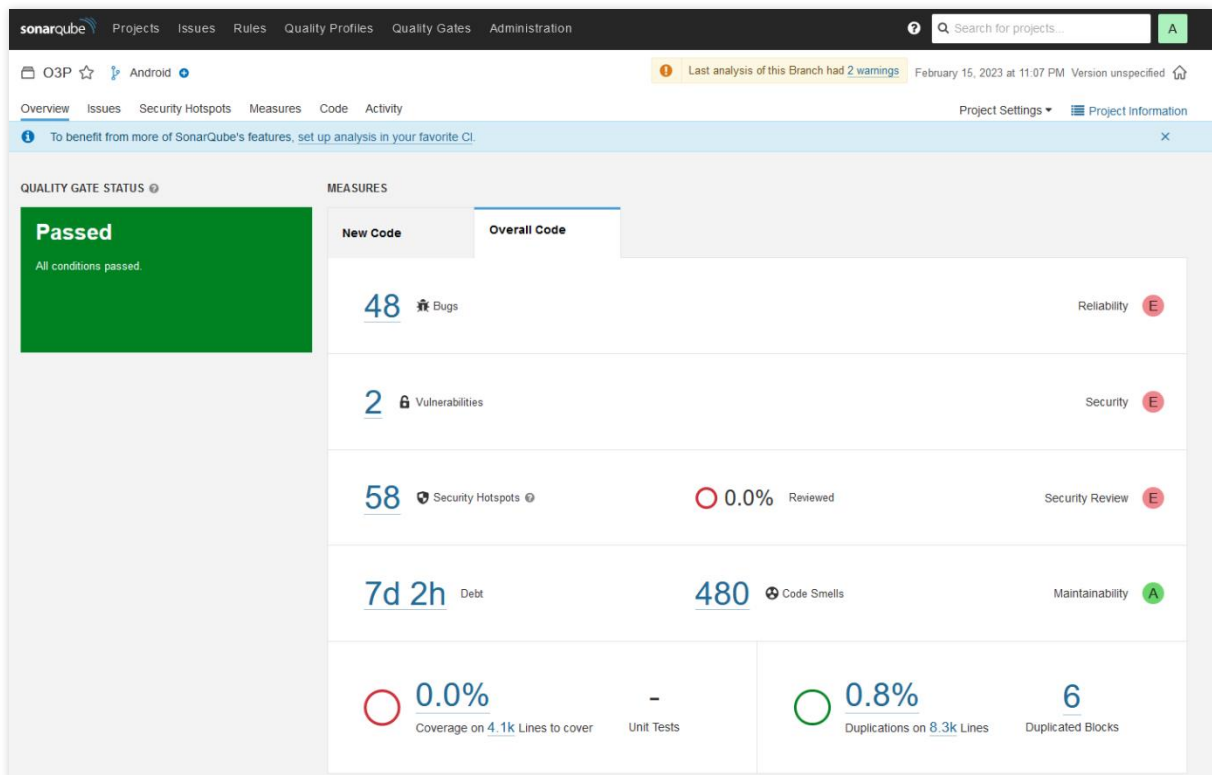 sonarqube Projects Issues Rules Quality Profiles Quality Gates Administration ? Search for projects... A
O3P Android Last analysis of this Branch had 2 warnings February 15, 2023 at 11:07 PM Version unspecified
Overview Issues Security Hotspots Measures Code Activity Project Settings Project Information
To benefit from more of SonarQube's features, set up analysis in your favorite CI.
QUALITY GATE STATUS MEASURES
Passed
All conditions passed.
New Code Overall Code
48 Bugs Reliability E
2 Vulnerabilities Security E
58 Security Hotspots 0.0% Reviewed Security Review E
7d 2h Debt 480 Code Smells Maintainability A
0.0% - 0.8% 6
Coverage on 4.1k Lines to cover Unit Tests Duplications on 8.3k Lines Duplicated Blocks